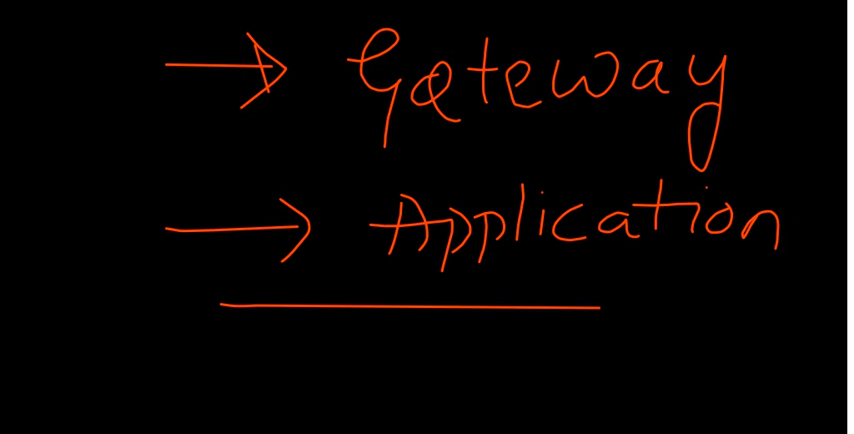 → Gateway
→ Application